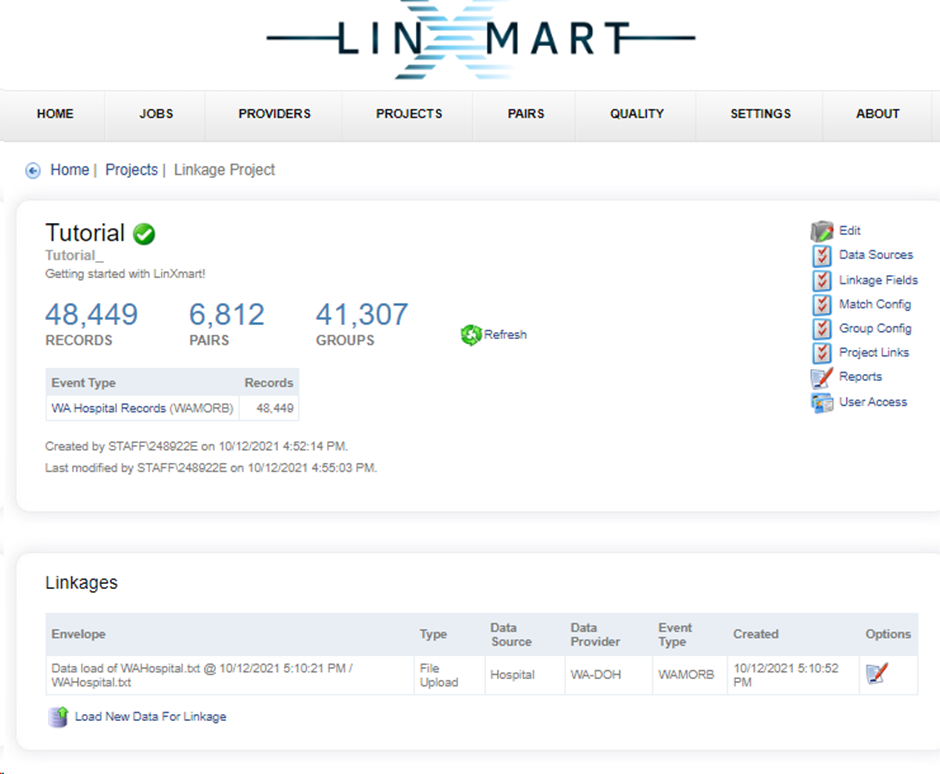 LINXMART
HOME JOBS PROVIDERS PROJECTS PAIRS QUALITY SETTINGS ABOUT
Home | Projects | Linkage Project
Tutorial
Tutorial_
Getting started with LinXmart!
48,449 6,812 41,307
RECORDS PAIRS GROUPS
Refresh
Edit
Data Sources
Linkage Fields
Match Config
Group Config
Project Links
Reports
User Access
Event Type Records
WA Hospital Records (WAMORB) 48,449
Created by STAFF\248922E on 10/12/2021 4:52:14 PM.
Last modified by STAFF\248922E on 10/12/2021 4:55:03 PM.
Linkages
Envelope Type Data Source Data Provider Event Type Created Options
Data load of WAHospital.txt @ 10/12/2021 5:10:21 PM / WAHospital.txt File Upload Hospital WA-DOH WAMORB 10/12/2021 5:10:52 PM
Load New Data For Linkage